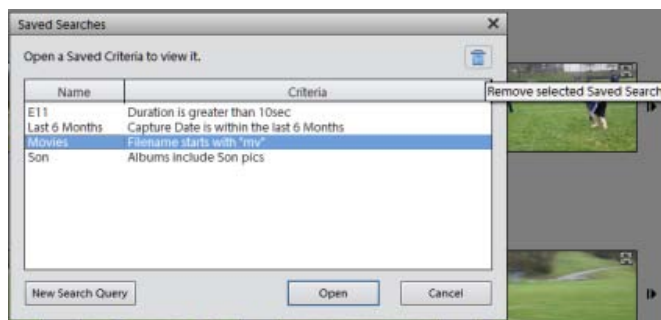 Saved Searches
Open a Saved Criteria to view it.
Name Criteria
Remove selected Saved Search
E11 Duration is greater than 10sec
Last 6 Months Capture Date is within the last 6 Months
Movies Filename starts with "mv"
Son Albums include Son pics
New Search Query Open Cancel